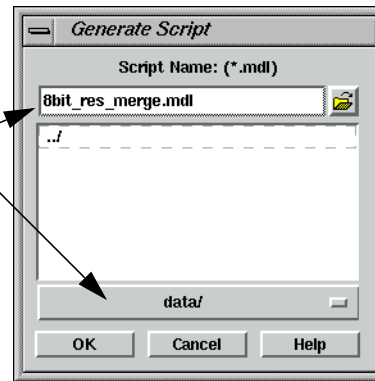 Generate Script
Script Name: (*.mdl)
8bit_res_merge.mdl
../
data/
OK
Cancel
Help